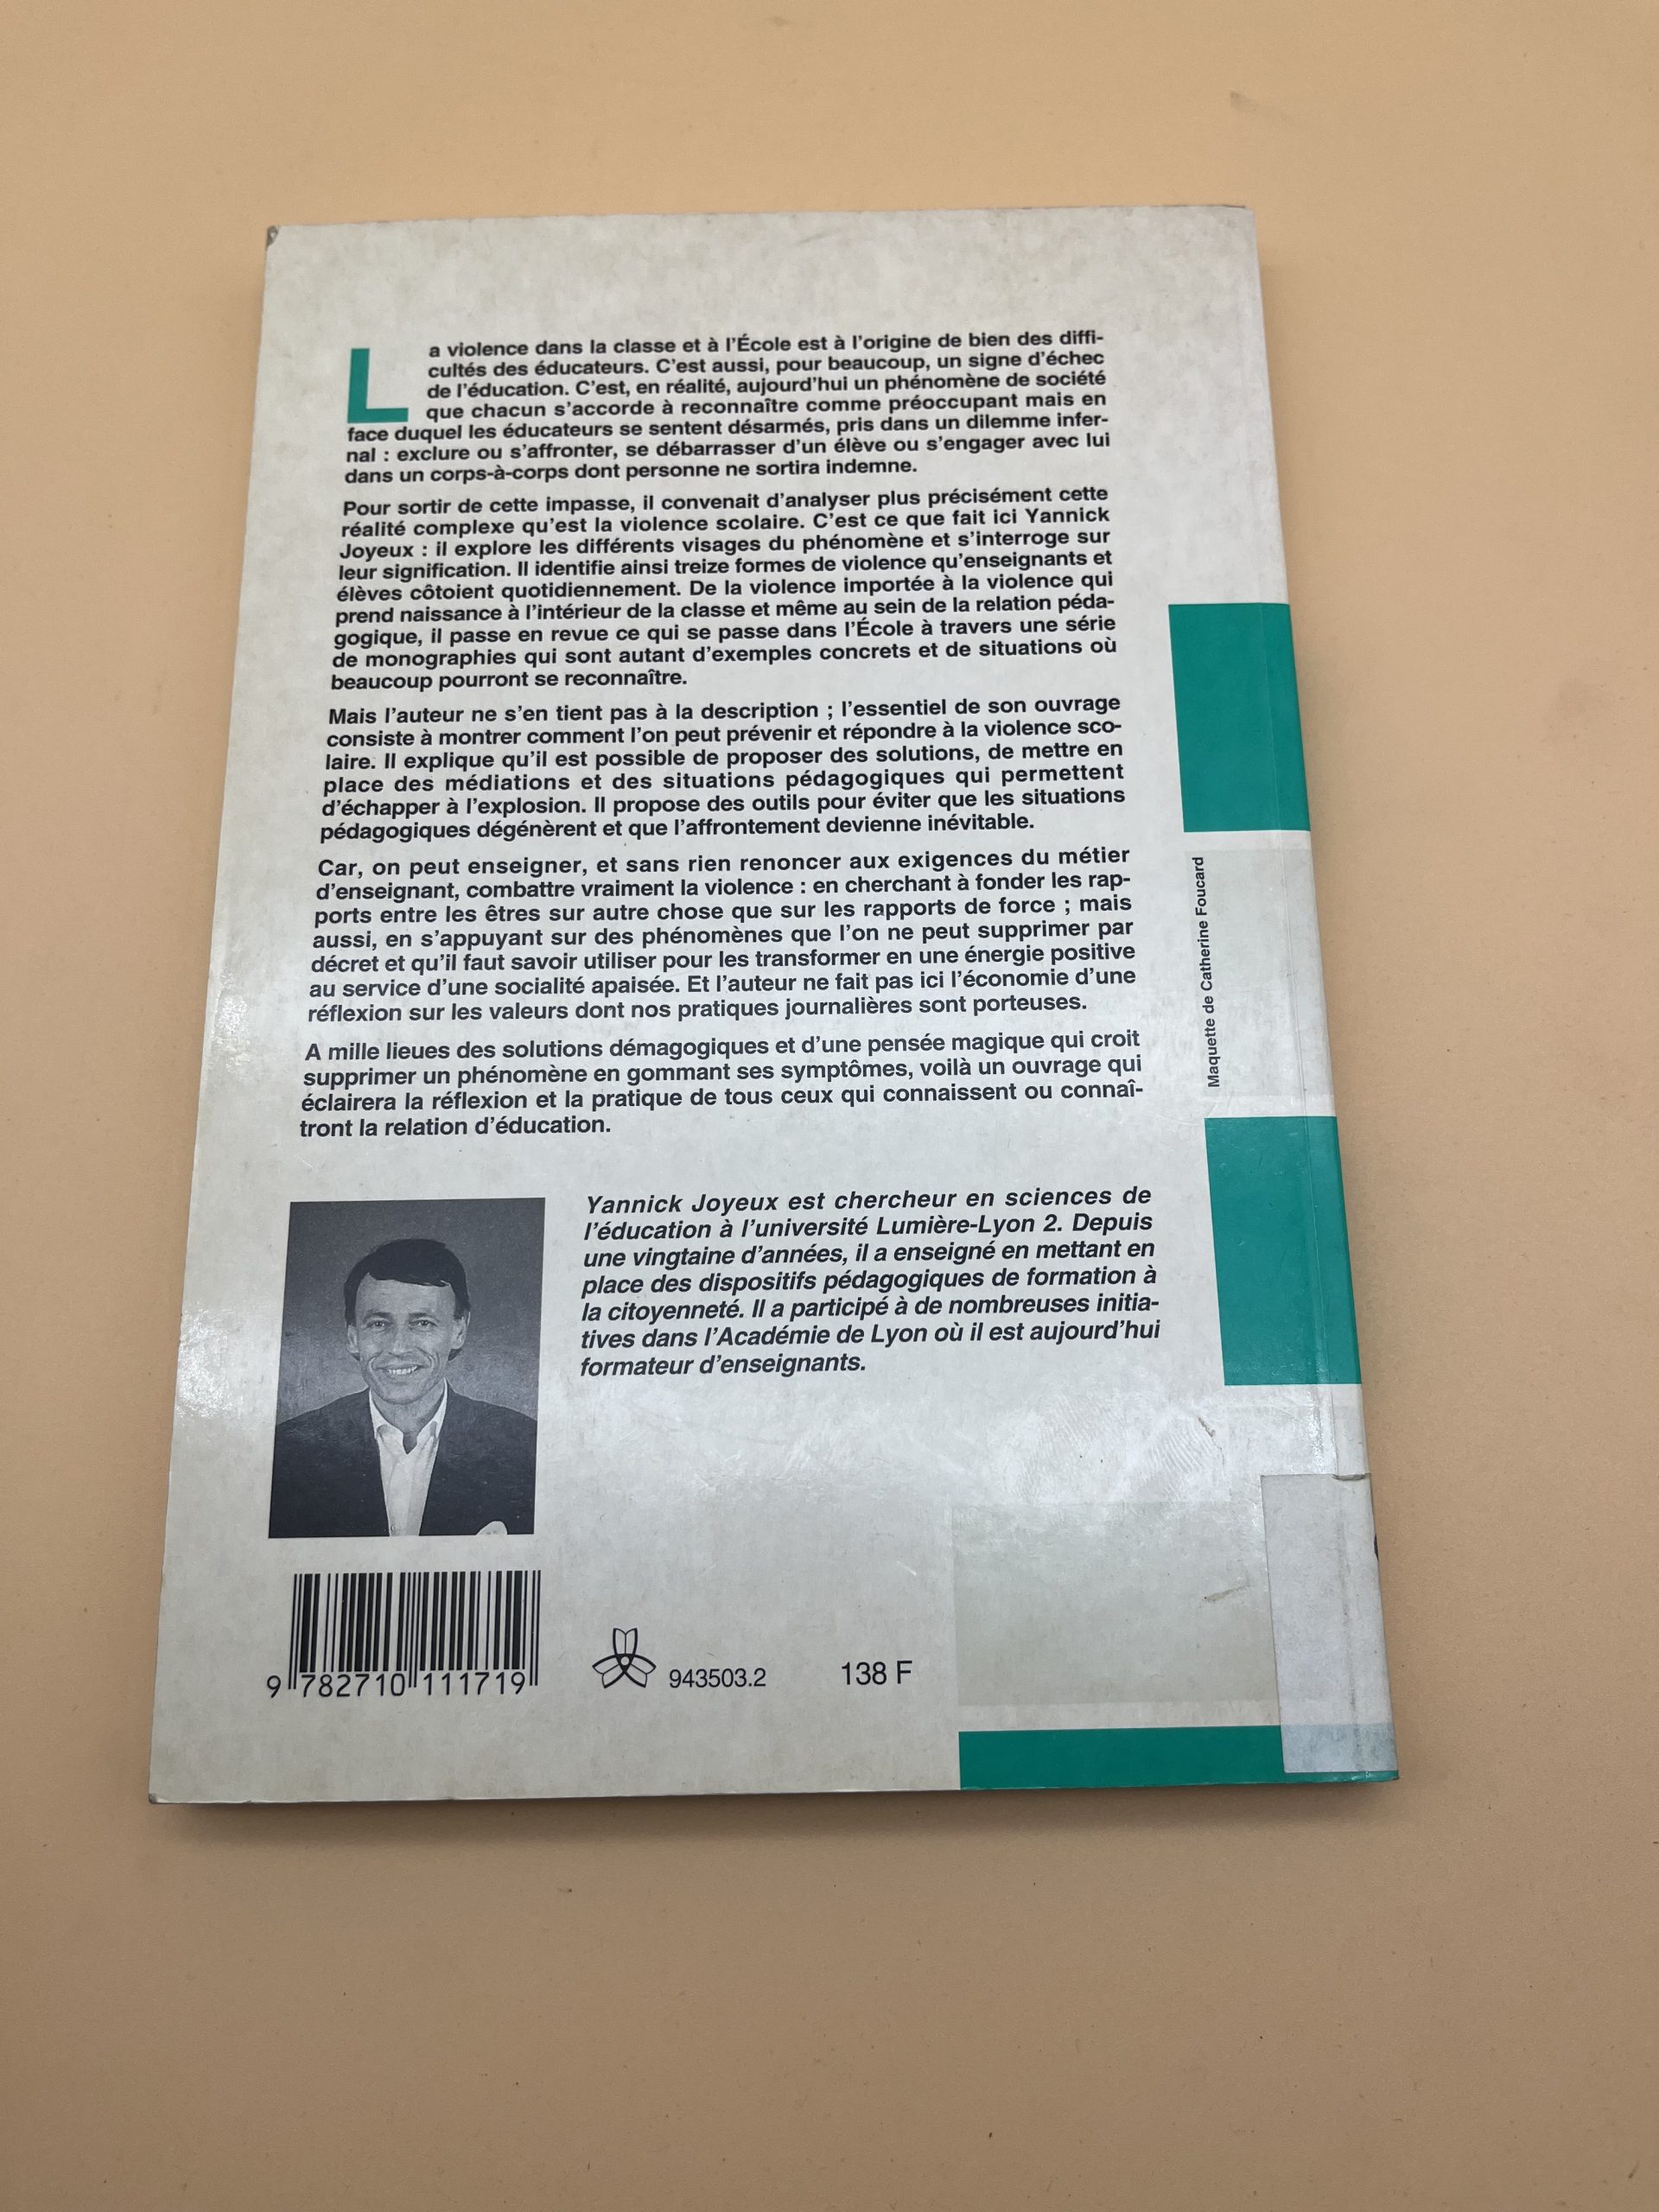 La violence dans la classe et à l'École est à l'origine de bien des diffi-
cultés des éducateurs. C'est aussi, pour beaucoup, un signe d'échec
de l'éducation. C'est, en réalité, aujourd'hui un phénomène de société
que chacun s'accorde à reconnaître comme préoccupant mais en
face duquel les éducateurs se sentent désarmés, pris dans un dilemme infer-
nal : exclure ou s'affronter, se débarrasser d'un élève ou s'engager avec lui
dans un corps-à-corps dont personne ne sortira indemne.
Pour sortir de cette impasse, il convenait d'analyser plus précisément cette
réalité complexe qu'est la violence scolaire. C'est ce que fait ici Yannick
Joyeux : il explore les différents visages du phénomène et s'interroge sur
leur signification. Il identifie ainsi treize formes de violence qu'enseignants et
élèves côtoient quotidiennement. De la violence importée à la violence qui
prend naissance à l'intérieur de la classe et même au sein de la relation péda-
gogique, il passe en revue ce qui se passe dans l'École à travers une série
de monographies qui sont autant d'exemples concrets et de situations où
beaucoup pourront se reconnaître.
Mais l'auteur ne s'en tient pas à la description ; l'essentiel de son ouvrage
consiste à montrer comment l'on peut prévenir et répondre à la violence sco-
laire. Il explique qu'il est possible de proposer des solutions, de mettre en
place des médiations et des situations pédagogiques qui permettent
d'échapper à l'explosion. Il propose des outils pour éviter que les situations
pédagogiques dégénèrent et que l'affrontement devienne inévitable.
Car, on peut enseigner, et sans rien renoncer aux exigences du métier
d'enseignant, combattre vraiment la violence : en cherchant à fonder les rap-
ports entre les êtres sur autre chose que sur les rapports de force ; mais
aussi, en s'appuyant sur des phénomènes que l'on ne peut supprimer par
décret et qu'il faut savoir utiliser pour les transformer en une énergie positive
au service d'une socialité apaisée. Et l'auteur ne fait pas ici l'économie d'une
réflexion sur les valeurs dont nos pratiques journalières sont porteuses.
A mille lieues des solutions démagogiques et d'une pensée magique qui croit
supprimer un phénomène en gommant ses symptômes, voilà un ouvrage qui
éclairera la réflexion et la pratique de tous ceux qui connaissent ou connaî-
tront la relation d'éducation.
Yannick Joyeux est chercheur en sciences de
l'éducation à l'université Lumière-Lyon 2. Depuis
une vingtaine d'années, il a enseigné en mettant en
place des dispositifs pédagogiques de formation à
la citoyenneté. Il a participé à de nombreuses initia-
tives dans l'Académie de Lyon où il est aujourd'hui
formateur d'enseignants.
Maquette de Catherine Foucard
9 782710 111719
943503.2
138 F